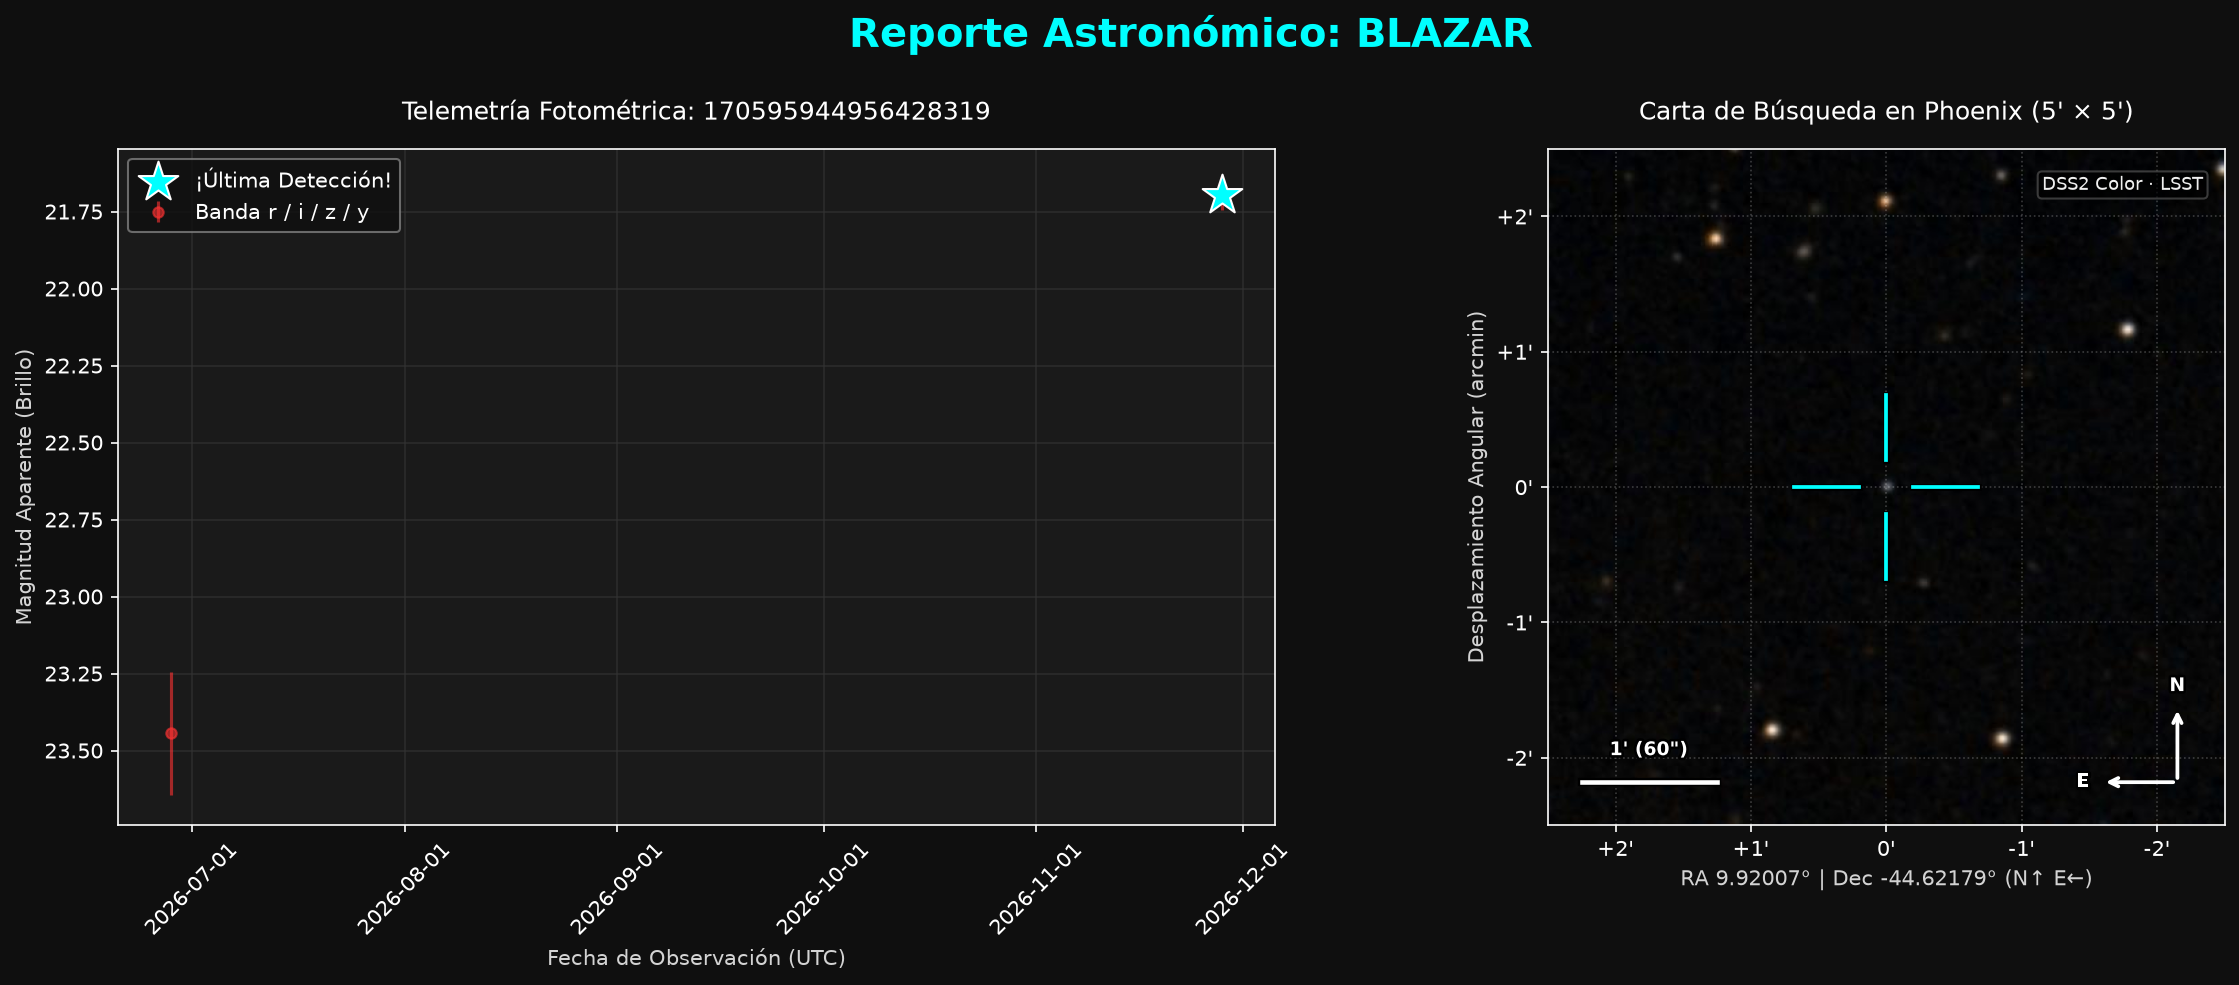 Reporte Astronómico: BLAZAR
Telemetría Fotométrica: 170595944956428319
¡Última Detección!
Banda r / i / z / y
Magnitud Aparente (Brillo)
21.75
22.00
22.25
22.50
22.75
23.00
23.25
23.50
2026-07-01
2026-08-01
2026-09-01
2026-10-01
2026-11-01
2026-12-01
Fecha de Observación (UTC)
Carta de Búsqueda en Phoenix (5' × 5')
DSS2 Color · LSST
Desplazamiento Angular (arcmin)
+2'
+1'
0'
-1'
-2'
N
E
1' (60")
+2'
+1'
0'
-1'
-2'
RA 9.92007° | Dec -44.62179° (N↑ E←)